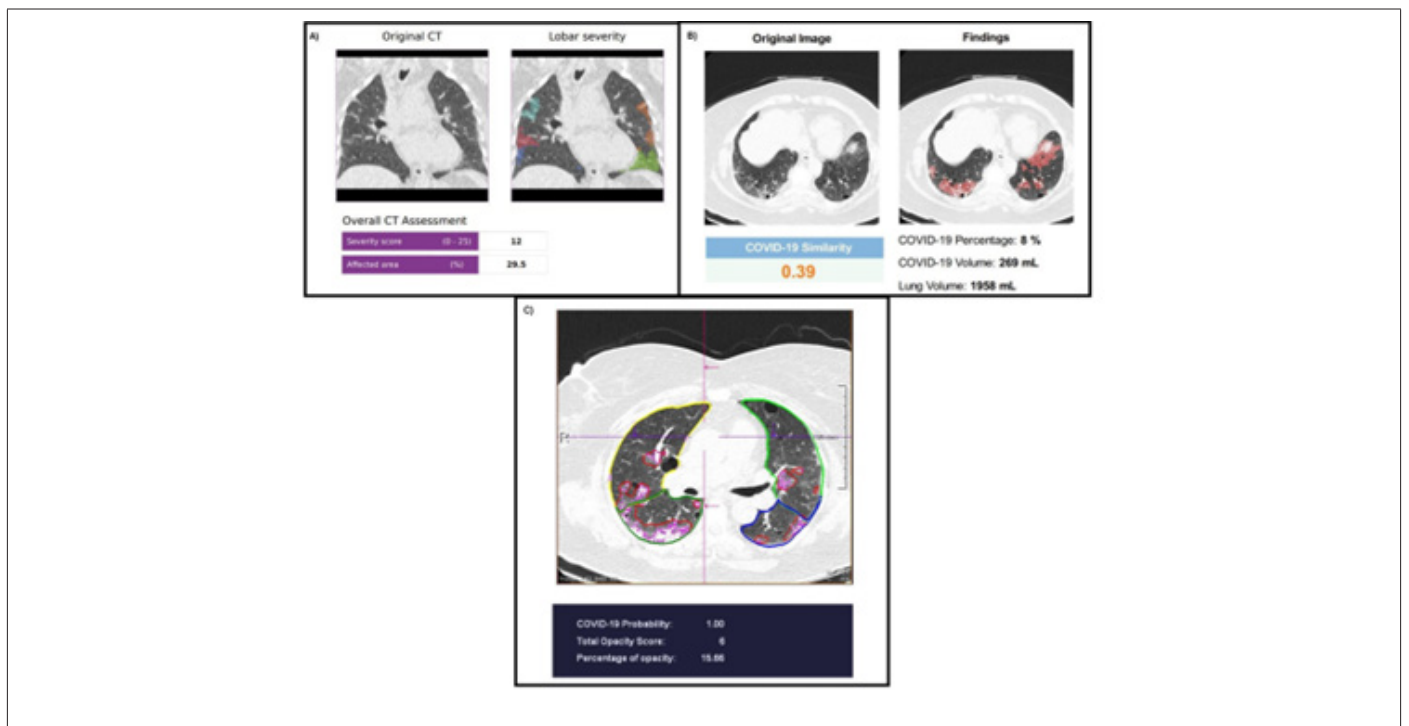 A)
Original CT
Lobar severity
Overall CT Assessment
Severity score (0 - 25) 12
Affected area (%) 29.5
B)
Original Image
Findings
COVID-19 Similarity
0.39
COVID-19 Percentage: 8 %
COVID-19 Volume: 269 mL
Lung Volume: 1958 mL
C)
COVID-19 Probability: 1.00
Total Opacity Score: 6
Percentage of opacity: 15.66